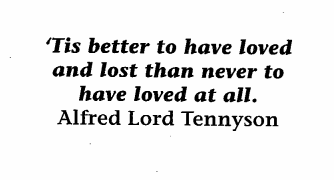 ‘Tis better to have loved
and lost than never to
have loved at all.
Alfred Lord Tennyson